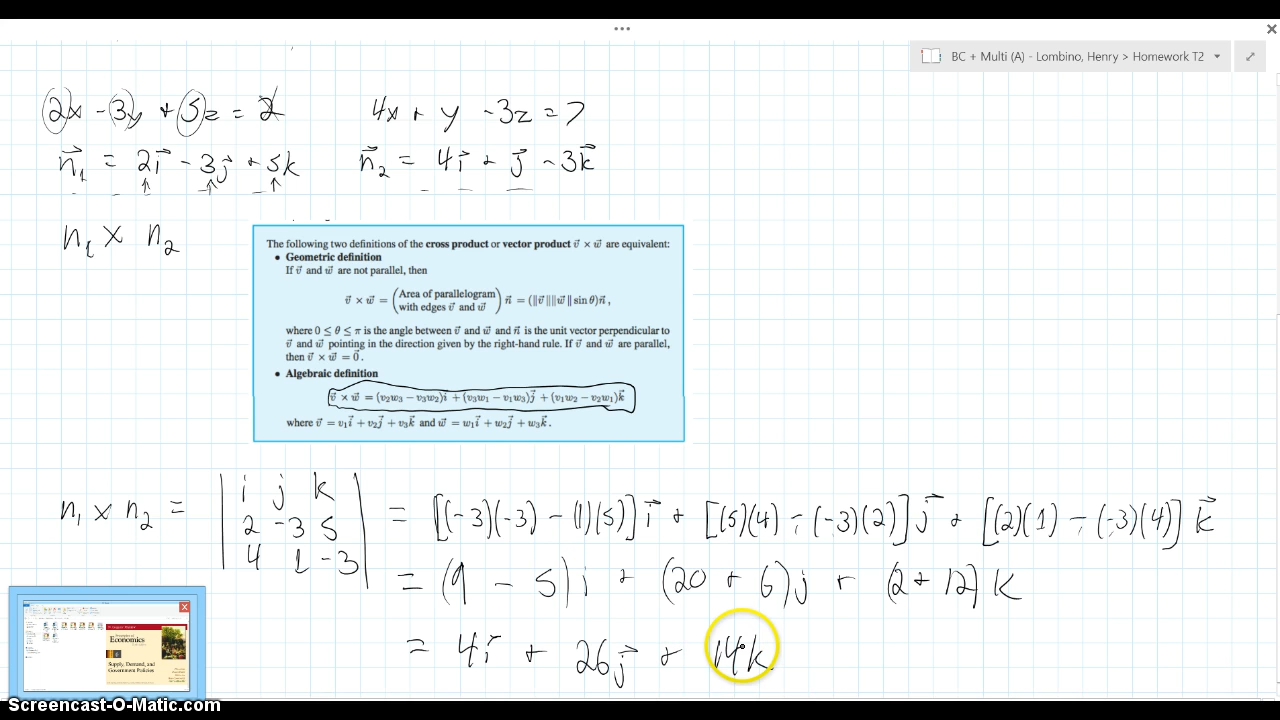 BC + Multi (A) - Lombino, Henry > Homework T2
2x - 3y + 5z = 2 4x + y - 3z = 7
n⃗₁ = 2i⃗ - 3j⃗ + 5k n⃗₂ = 4i⃗ + j⃗ - 3k⃗
n₁ × n₂
The following two definitions of the cross product or vector product v⃗ × w⃗ are equivalent:
• Geometric definition
If v⃗ and w⃗ are not parallel, then
v⃗ × w⃗ = (Area of parallelogram
with edges v⃗ and w⃗) n⃗ = (‖v⃗‖‖w⃗‖ sin θ)n⃗,
where 0 ≤ θ ≤ π is the angle between v⃗ and w⃗ and n⃗ is the unit vector perpendicular to
v⃗ and w⃗ pointing in the direction given by the right-hand rule. If v⃗ and w⃗ are parallel,
then v⃗ × w⃗ = 0⃗.
• Algebraic definition
v⃗ × w⃗ = (v₂w₃ - v₃w₂)i⃗ + (v₃w₁ - v₁w₃)j⃗ + (v₁w₂ - v₂w₁)k⃗
where v⃗ = v₁i⃗ + v₂j⃗ + v₃k⃗ and w⃗ = w₁i⃗ + w₂j⃗ + w₃k⃗.
i j k
n₁ × n₂ = 2 -3 5 = [(-3)(-3) - (1)(5)]i⃗ + [(5)(4) - (-3)(2)]j⃗ + [(2)(1) - (-3)(4)]k⃗
4 1 -3
= (9 - 5)i + (20 + 6)j + (2 + 12)k
= 4i⃗ + 26j⃗ + 14k
Principles of
Economics
Supply, Demand, and
Government Policies
Screencast-O-Matic.com